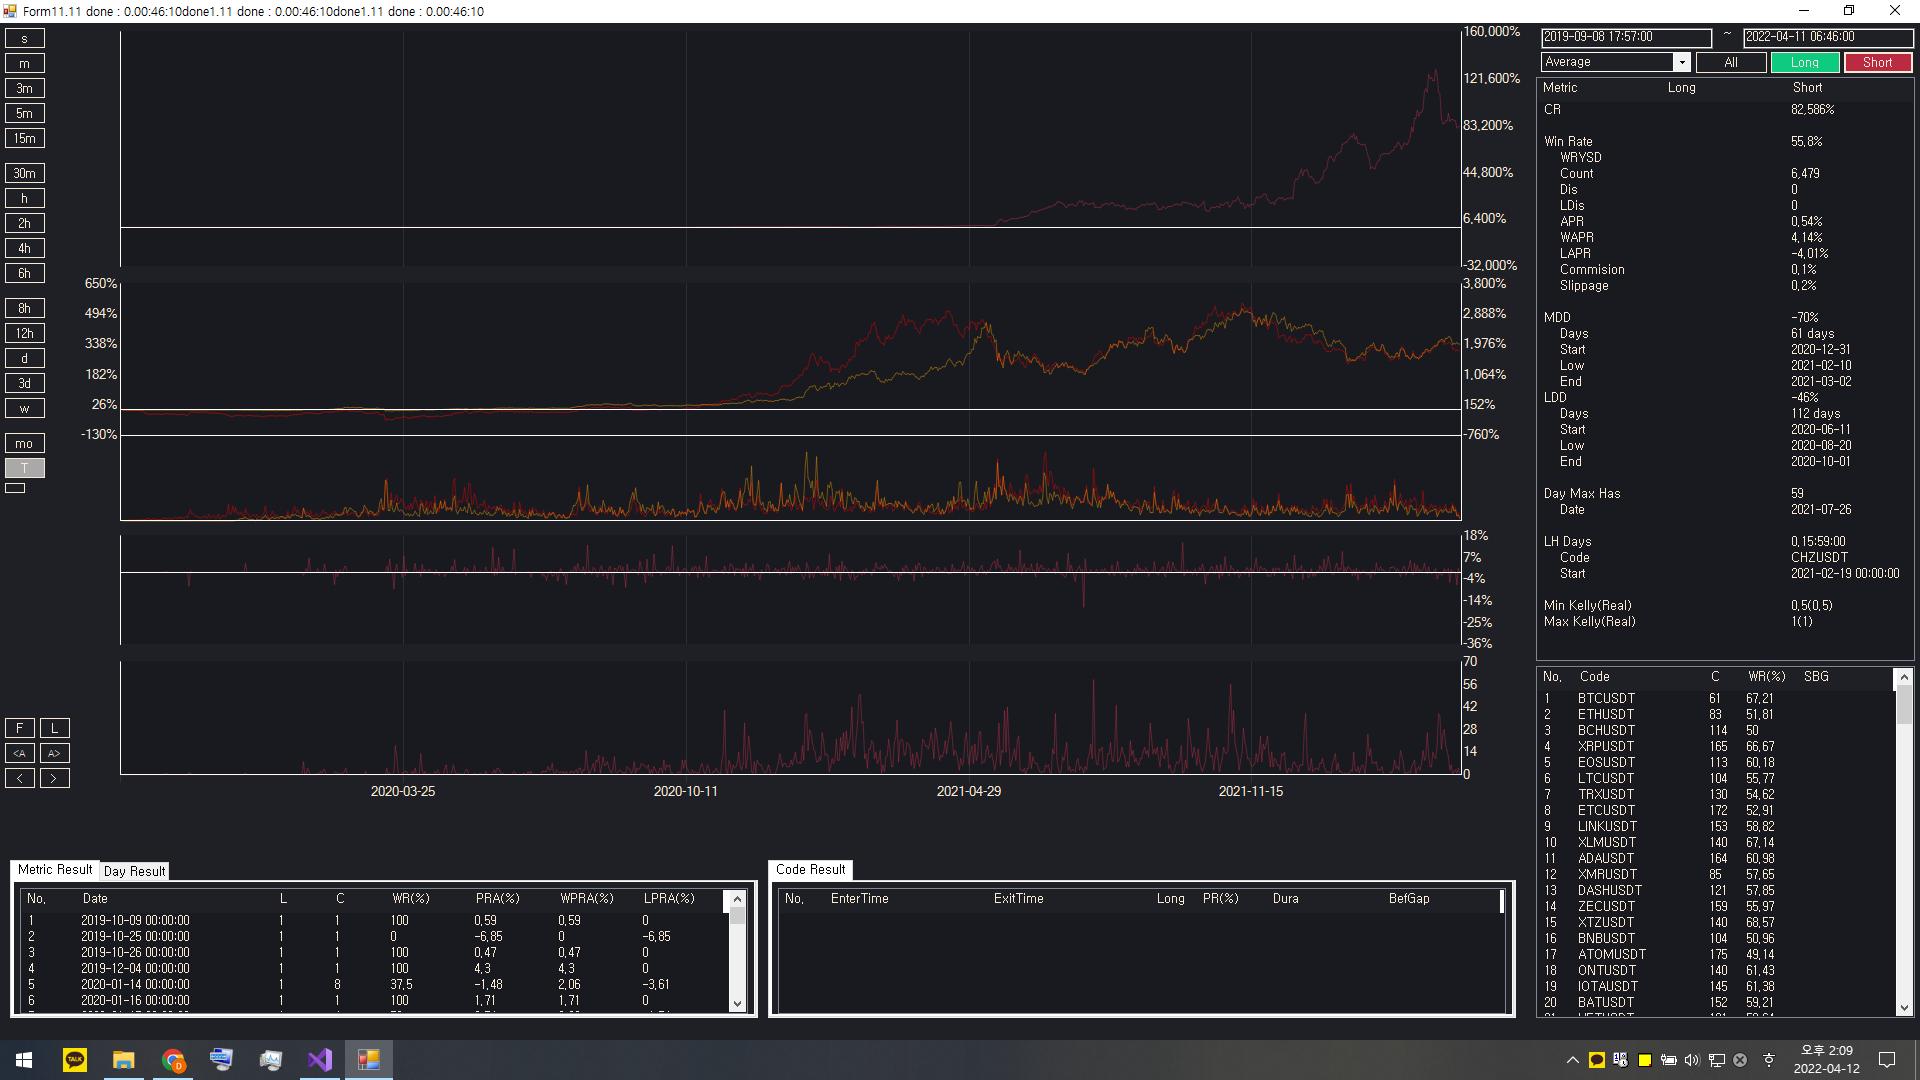 Form11.11 done : 0.00:46:10done1.11 done : 0.00:46:10done1.11 done : 0.00:46:10
s
m
3m
5m
15m
30m
h
2h
4h
6h
8h
12h
d
3d
w
mo
T
F L
<A A>
< >
160,000%
121,600%
83,200%
44,800%
6,400%
-32,000%
650% 3,800%
494% 2,888%
338% 1,976%
182% 1,064%
26% 152%
-130% -760%
18%
7%
-4%
-14%
-25%
-36%
70
56
42
28
14
0
2020-03-25 2020-10-11 2021-04-29 2021-11-15
2019-09-08 17:57:00 ~ 2022-04-11 06:46:00
Average All Long Short
Metric Long Short
CR 82,586%
Win Rate 55.8%
WRYSD
Count 6,479
Dis 0
LDis 0
APR 0.54%
WAPR 4.14%
LAPR -4.01%
Commision 0.1%
Slippage 0.2%
MDD -70%
Days 61 days
Start 2020-12-31
Low 2021-02-10
End 2021-03-02
LDD -46%
Days 112 days
Start 2020-06-11
Low 2020-08-20
End 2020-10-01
Day Max Has 59
Date 2021-07-26
LH Days 0.15:59:00
Code CHZUSDT
Start 2021-02-19 00:00:00
Min Kelly(Real) 0.5(0.5)
Max Kelly(Real) 1(1)
No. Code C WR(%) SBG
1 BTCUSDT 61 67.21
2 ETHUSDT 83 51.81
3 BCHUSDT 114 50
4 XRPUSDT 165 66.67
5 EOSUSDT 113 60.18
6 LTCUSDT 104 55.77
7 TRXUSDT 130 54.62
8 ETCUSDT 172 52.91
9 LINKUSDT 153 58.82
10 XLMUSDT 140 67.14
11 ADAUSDT 164 60.98
12 XMRUSDT 85 57.65
13 DASHUSDT 121 57.85
14 ZECUSDT 159 55.97
15 XTZUSDT 140 68.57
16 BNBUSDT 104 50.96
17 ATOMUSDT 175 49.14
18 ONTUSDT 140 61.43
19 IOTAUSDT 145 61.38
20 BATUSDT 152 59.21
Metric Result Day Result
No. Date L C WR(%) PRA(%) WPRA(%) LPRA(%)
1 2019-10-09 00:00:00 1 1 100 0.59 0.59 0
2 2019-10-25 00:00:00 1 1 0 -6.85 0 -6.85
3 2019-10-26 00:00:00 1 1 100 0.47 0.47 0
4 2019-12-04 00:00:00 1 1 100 4.3 4.3 0
5 2020-01-14 00:00:00 1 8 37.5 -1.48 2.06 -3.61
6 2020-01-16 00:00:00 1 1 100 1.71 1.71 0
Code Result
No. EnterTime ExitTime Long PR(%) Dura BefGap
TALK
오후 2:09
2022-04-12